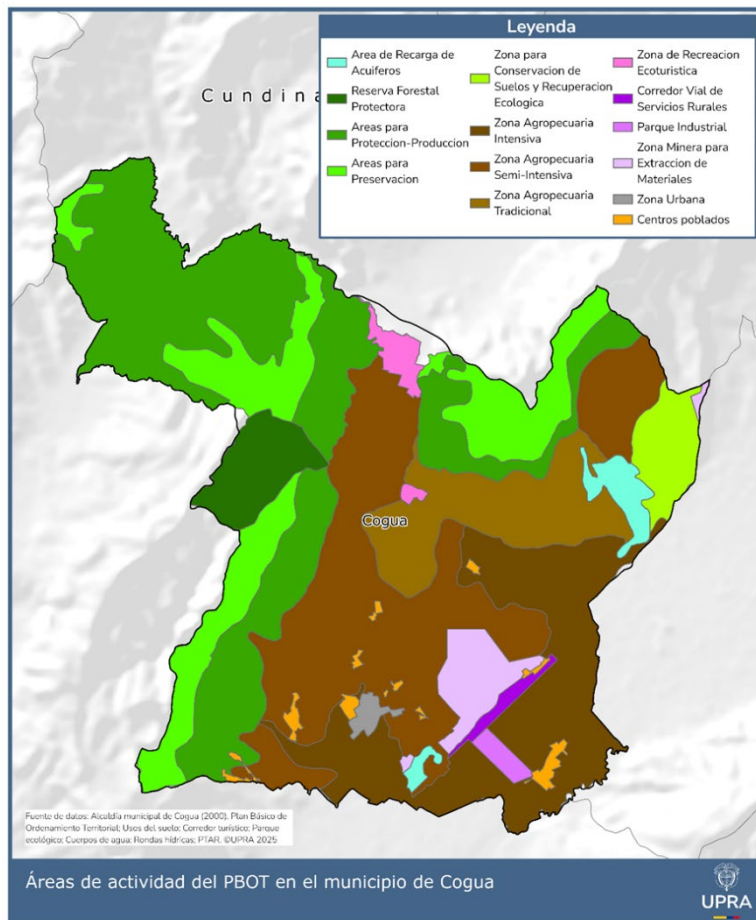 Leyenda
Area de Recarga de
Acuiferos
Reserva Forestal
Protectora
Areas para
Proteccion-Produccion
Areas para
Preservacion
Zona para
Conservacion de
Suelos y Recuperacion
Ecologica
Zona Agropecuaria
Intensiva
Zona Agropecuaria
Semi-Intensiva
Zona Agropecuaria
Tradicional
Zona de Recreacion
Ecoturistica
Corredor Vial de
Servicios Rurales
Parque Industrial
Zona Minera para
Extraccion de
Materiales
Zona Urbana
Centros poblados
Cundina
Cogua
Fuente de datos: Alcaldía municipal de Cogua (2000). Plan Básico de
Ordenamiento Territorial; Usos del suelo; Corredor turístico; Parque
ecológico; Cuerpos de agua; Rondas hídricas; PTAR. ©UPRA 2025
Áreas de actividad del PBOT en el municipio de Cogua
UPRA